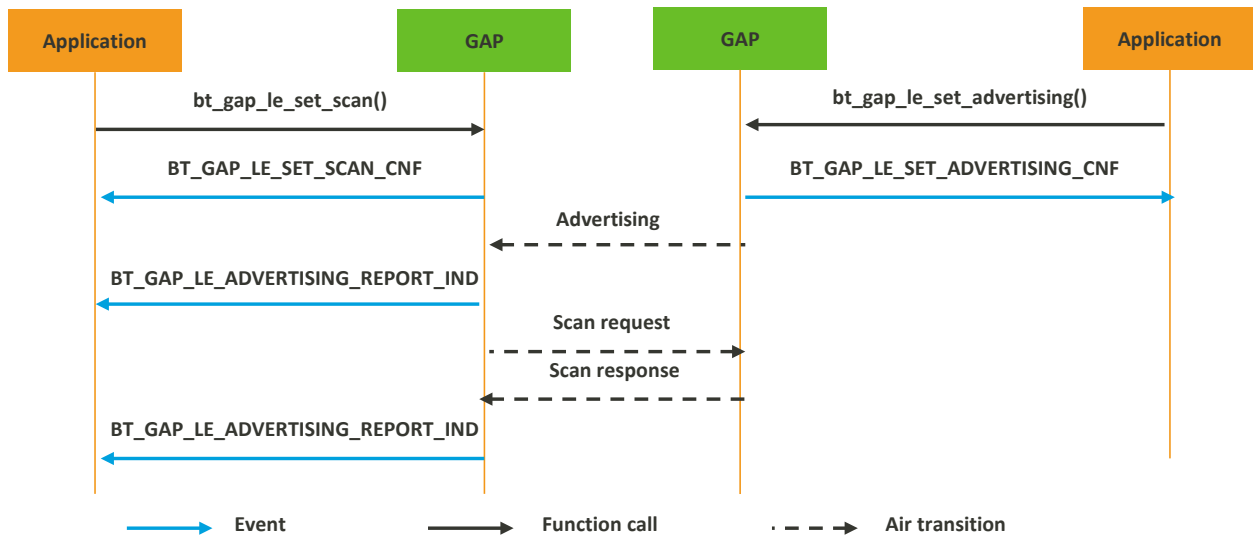 Application
GAP
GAP
Application
bt_gap_le_set_scan()
bt_gap_le_set_advertising()
BT_GAP_LE_SET_SCAN_CNF
BT_GAP_LE_SET_ADVERTISING_CNF
Advertising
BT_GAP_LE_ADVERTISING_REPORT_IND
Scan request
Scan response
BT_GAP_LE_ADVERTISING_REPORT_IND
Event
Function call
Air transition